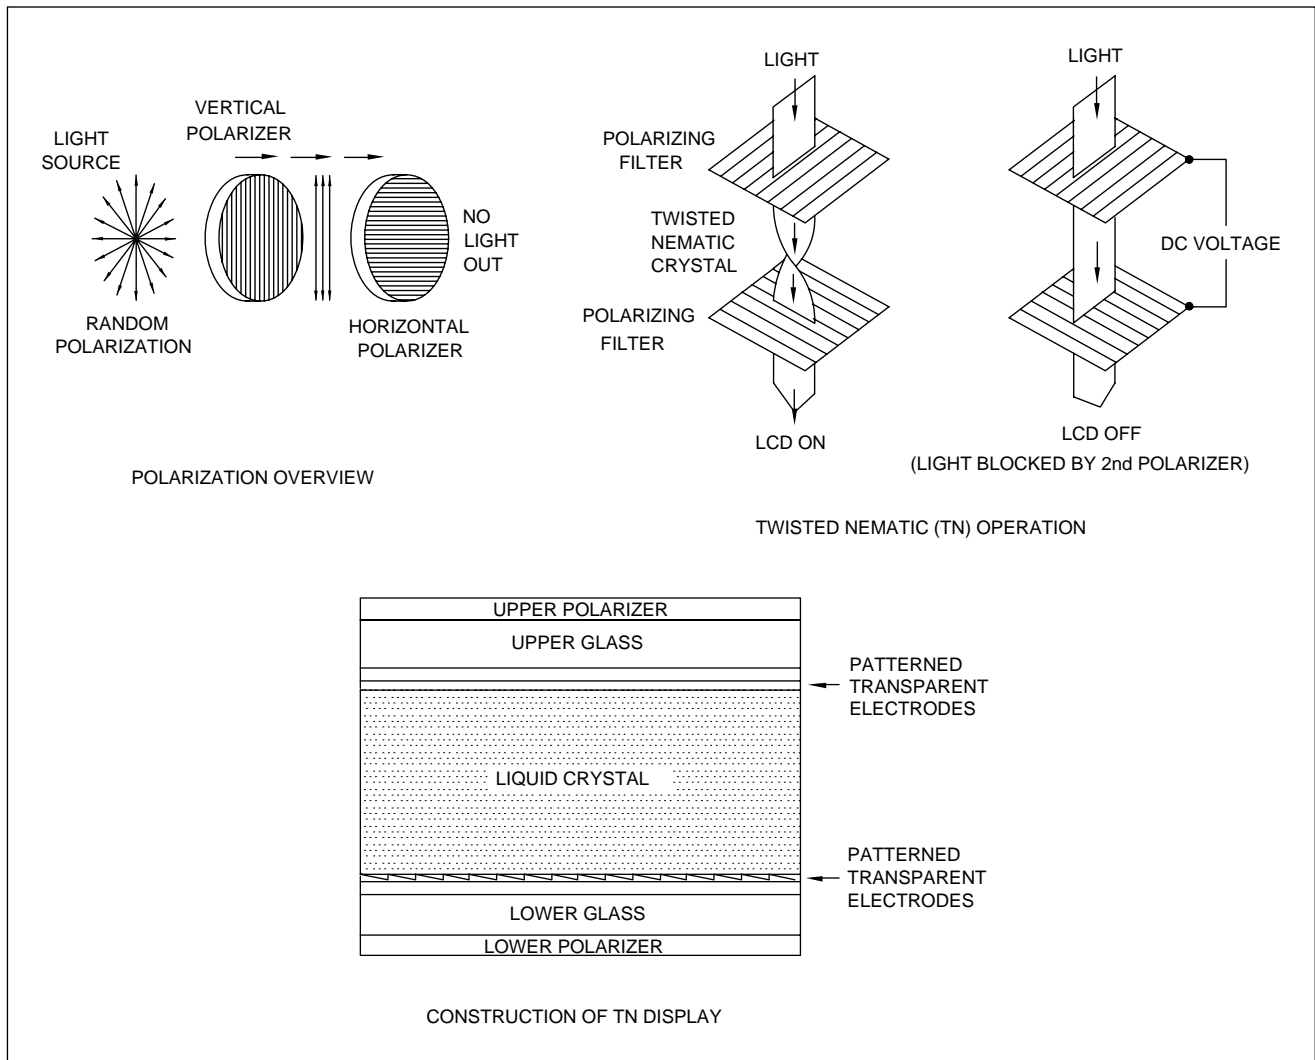 LIGHT
SOURCE
VERTICAL
POLARIZER
RANDOM
POLARIZATION
HORIZONTAL
POLARIZER
NO
LIGHT
OUT
POLARIZATION OVERVIEW
LIGHT
POLARIZING
FILTER
TWISTED
NEMATIC
CRYSTAL
POLARIZING
FILTER
LCD ON
LIGHT
DC VOLTAGE
LCD OFF
(LIGHT BLOCKED BY 2nd POLARIZER)
TWISTED NEMATIC (TN) OPERATION
UPPER POLARIZER
UPPER GLASS
PATTERNED
TRANSPARENT
ELECTRODES
LIQUID CRYSTAL
PATTERNED
TRANSPARENT
ELECTRODES
LOWER GLASS
LOWER POLARIZER
CONSTRUCTION OF TN DISPLAY